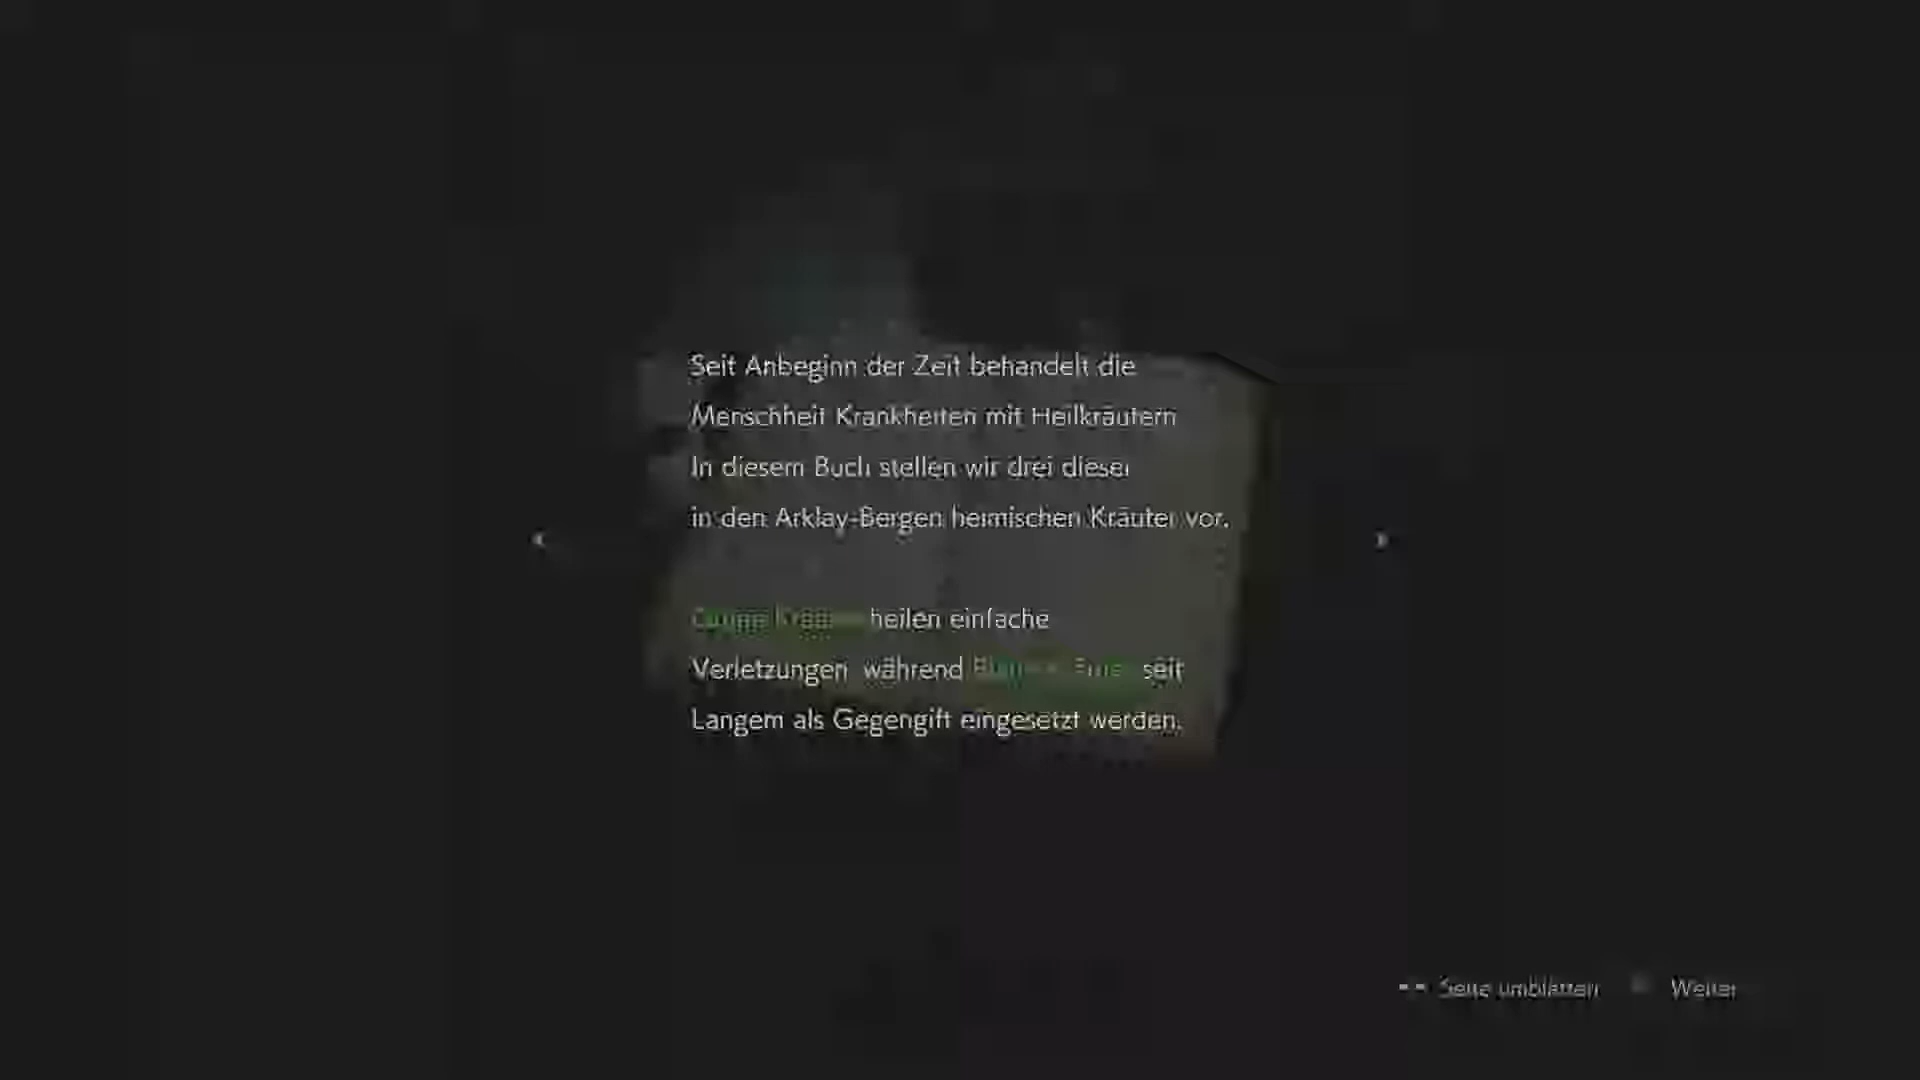 Seit Anbeginn der Zeit behandelt die
Menschheit Krankheiten mit Heilkräutern
In diesem Buch stellen wir drei dieser
in den Arklay-Bergen heimischen Kräuter vor.
heilen einfache
Verletzungen während seit
Langem als Gegengift eingesetzt werden.
Seite umblättern Weiter